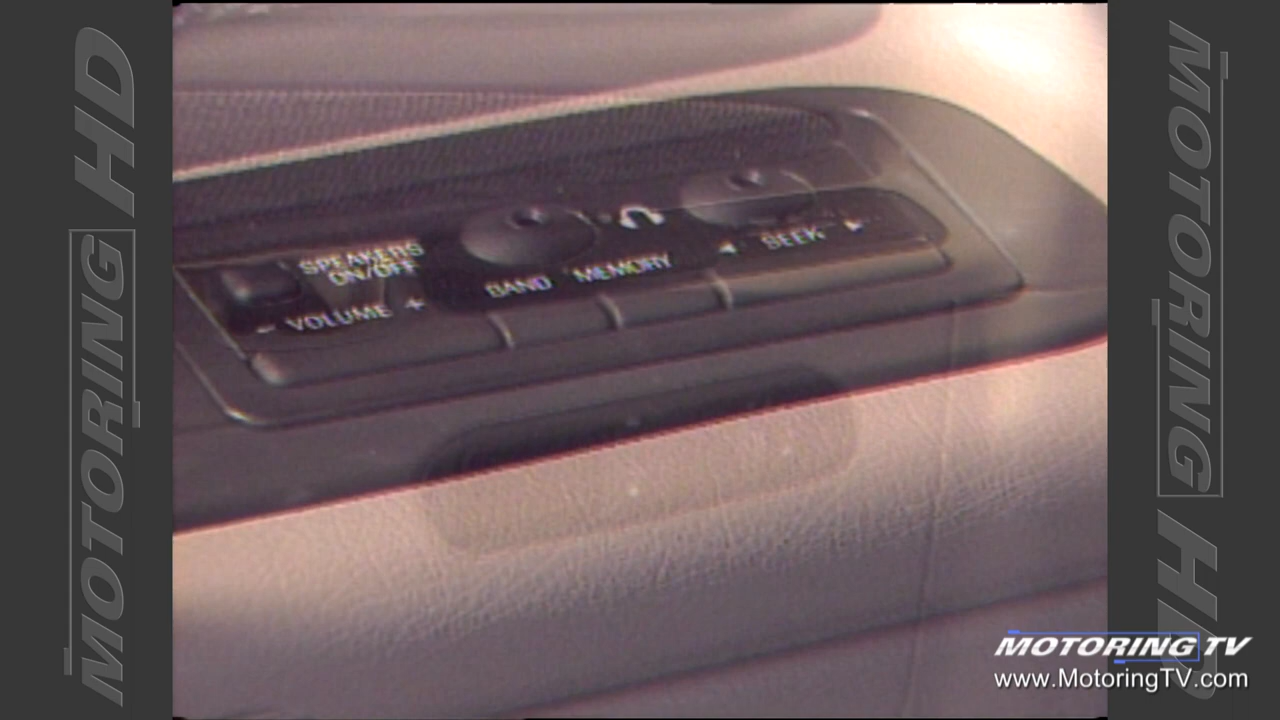 MOTORING HD
SPEAKERS
ON/OFF
- VOLUME +
BAND MEMORY
◀ SEEK ▶
MOTORING HD
MOTORING TV
www.MotoringTV.com